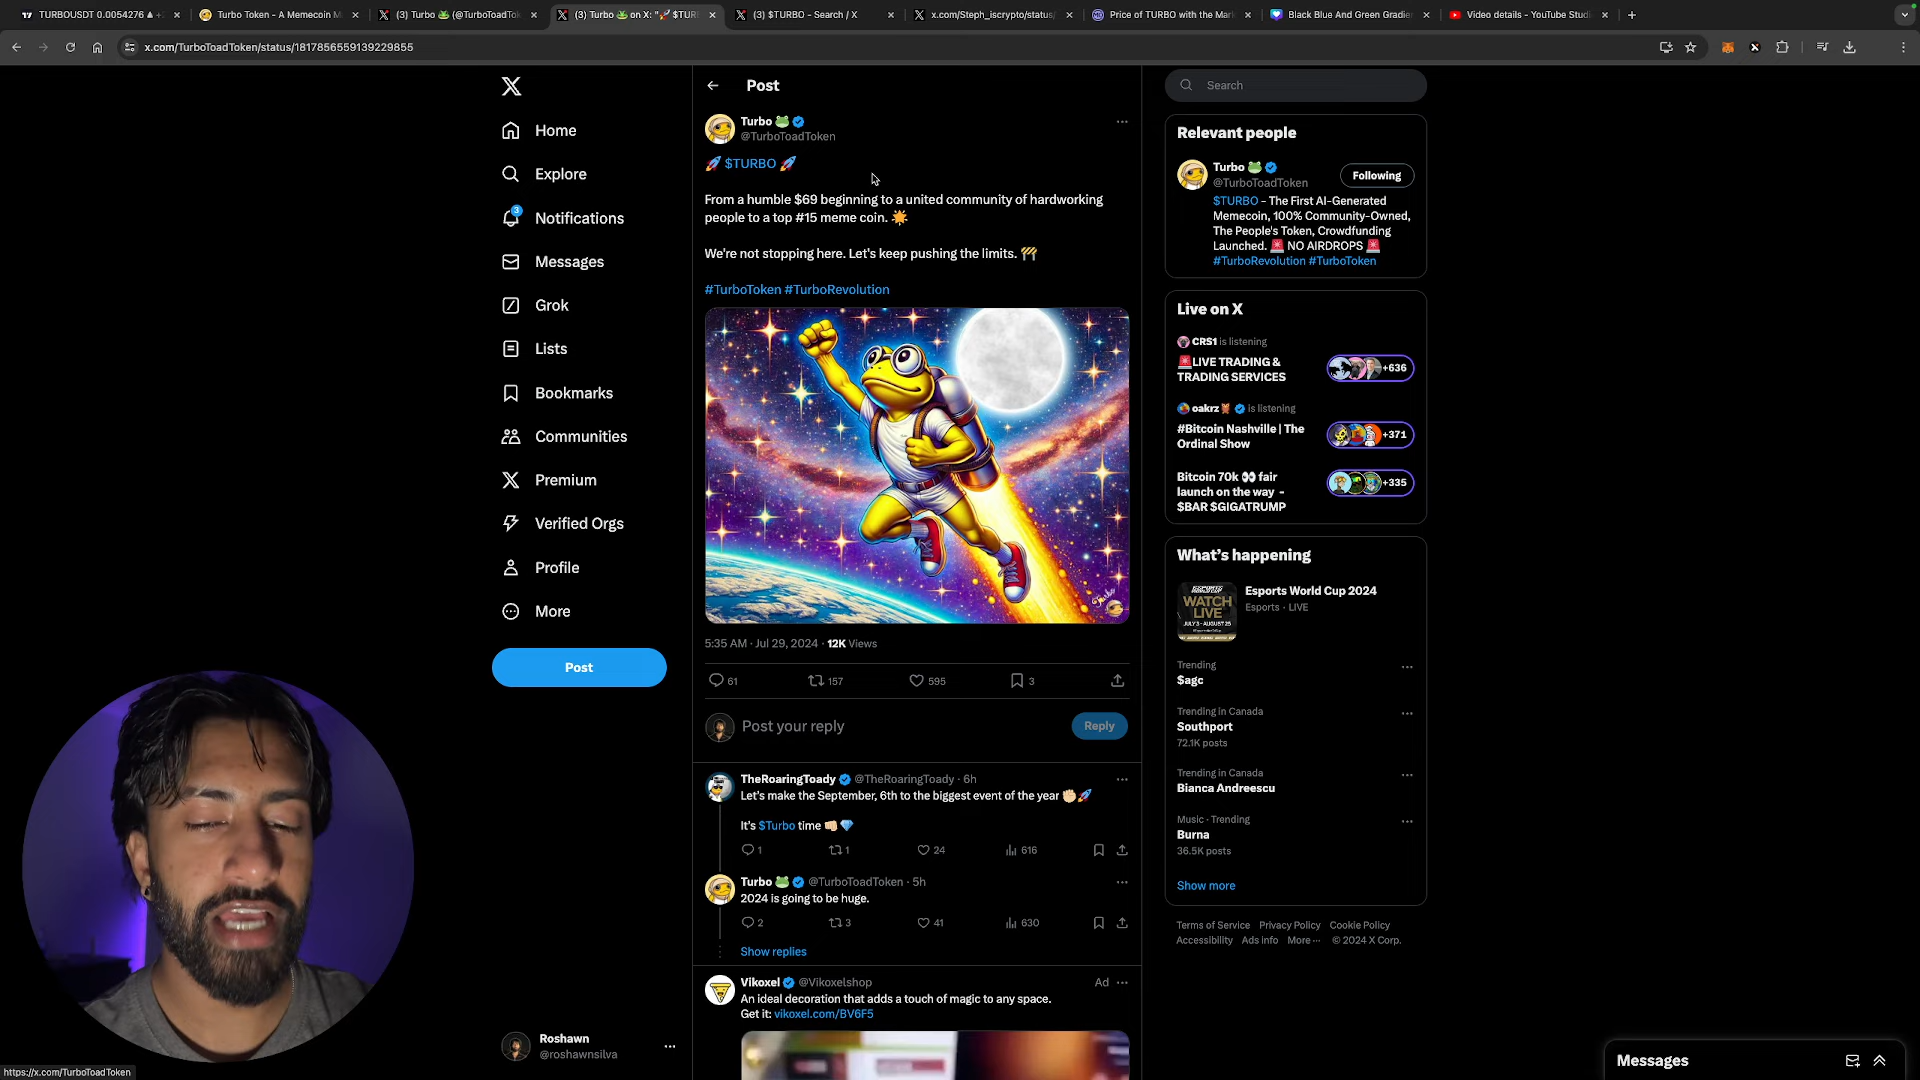 TURBOUSDT 0.0054276 ▲ +2
Turbo Token - A Memecoin M
(3) Turbo 🐸 (@TurboToadTok
(3) Turbo 🐸 on X: "🚀 $TURI
(3) $TURBO - Search / X
x.com/Steph_iscrypto/status/
Price of TURBO with the Mark
Black Blue And Green Gradie
Video details - YouTube Studi
x.com/TurboToadToken/status/1817856559139229855
Home
Explore
3
Notifications
Messages
Grok
Lists
Bookmarks
Communities
Premium
Verified Orgs
Profile
More
Post
Roshawn
@roshawnsilva
https://x.com/TurboToadToken
Post
Turbo 🐸
@TurboToadToken
🚀 $TURBO 🚀
From a humble $69 beginning to a united community of hardworking
people to a top #15 meme coin. 🌟
We're not stopping here. Let's keep pushing the limits. 🚧
#TurboToken #TurboRevolution
@Turbo
5:35 AM · Jul 29, 2024 · 12K Views
61 157 595 3
Post your reply
Reply
TheRoaringToady @TheRoaringToady · 6h
Let's make the September, 6th to the biggest event of the year ✊🏻🚀
It's $Turbo time 👊🏻💎
1 1 24 616
Turbo 🐸 @TurboToadToken · 5h
2024 is going to be huge.
2 3 41 630
Show replies
Vikoxel @Vikoxelshop Ad
An ideal decoration that adds a touch of magic to any space.
Get it: vikoxel.com/BV6F5
Search
Relevant people
Turbo 🐸
@TurboToadToken
Following
$TURBO - The First AI-Generated
Memecoin, 100% Community-Owned,
The People's Token, Crowdfunding
Launched. 🚨 NO AIRDROPS 🚨
#TurboRevolution #TurboToken
Live on X
CRS1 is listening
🚨LIVE TRADING &
TRADING SERVICES
+636
oakrz is listening
#Bitcoin Nashville | The
Ordinal Show
+371
Bitcoin 70k 👀 fair
launch on the way -
$BAR $GIGATRUMP
+335
What's happening
ESPORTS
WORLD CUP
WATCH
LIVE
JULY 3 - AUGUST 25
Esports World Cup 2024
Esports · LIVE
Trending
$agc
Trending in Canada
Southport
72.1K posts
Trending in Canada
Bianca Andreescu
Music · Trending
Burna
36.5K posts
Show more
Terms of Service Privacy Policy Cookie Policy
Accessibility Ads info More ··· © 2024 X Corp.
Messages